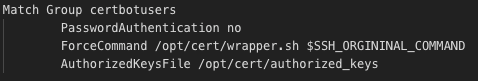 Match Group certbotusers
PasswordAuthentication no
ForceCommand /opt/cert/wrapper.sh $SSH_ORGININAL_COMMAND
AuthorizedKeysFile /opt/cert/authorized_keys